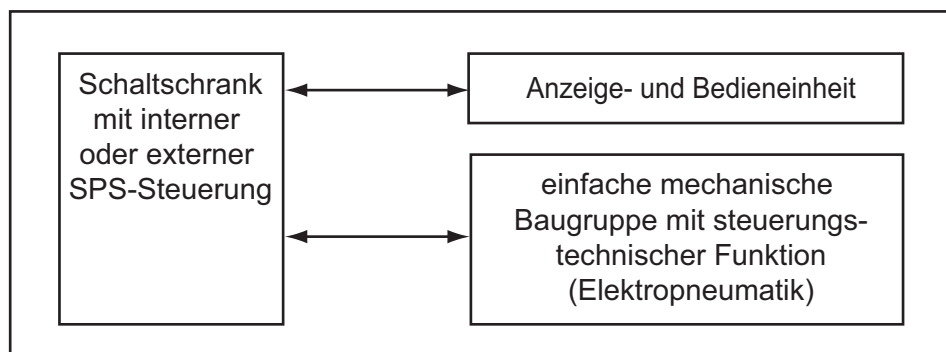 Schaltschrank
mit interner
oder externer
SPS-Steuerung
Anzeige- und Bedieneinheit
einfache mechanische
Baugruppe mit steuerungs-
technischer Funktion
(Elektropneumatik)